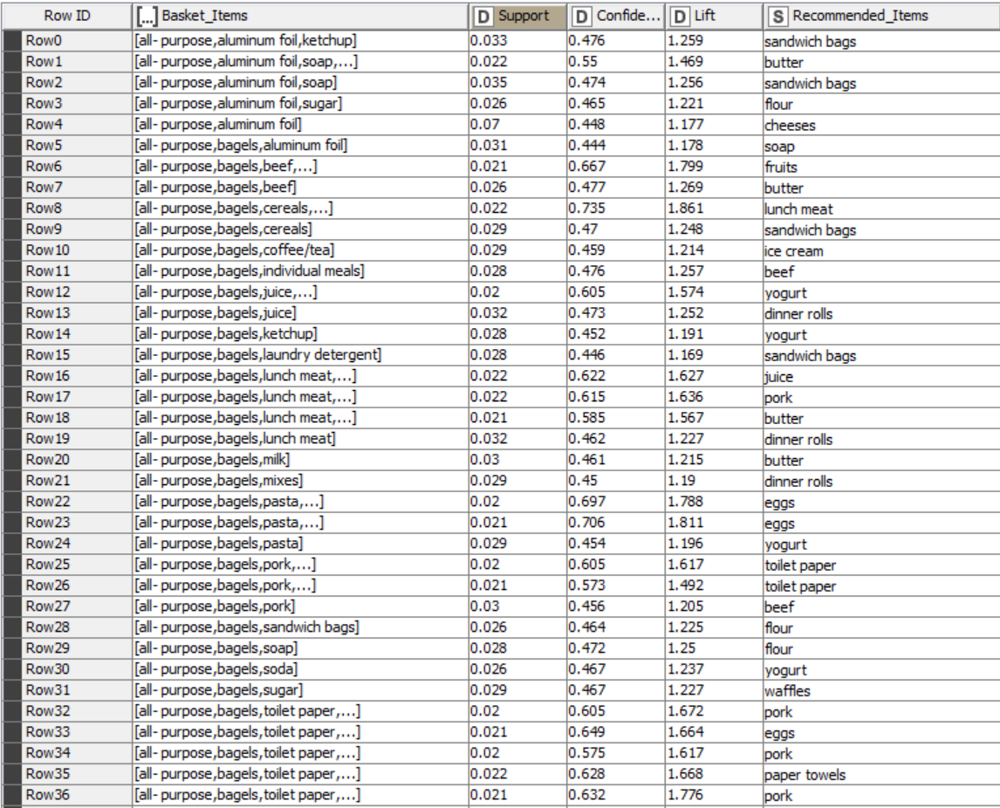 Row ID [...] Basket_Items D Support D Confide... D Lift S Recommended_Items
Row0 [all- purpose,aluminum foil,ketchup] 0.033 0.476 1.259 sandwich bags
Row1 [all- purpose,aluminum foil,soap,...] 0.022 0.55 1.469 butter
Row2 [all- purpose,aluminum foil,soap] 0.035 0.474 1.256 sandwich bags
Row3 [all- purpose,aluminum foil,sugar] 0.026 0.465 1.221 flour
Row4 [all- purpose,aluminum foil] 0.07 0.448 1.177 cheeses
Row5 [all- purpose,bagels,aluminum foil] 0.031 0.444 1.178 soap
Row6 [all- purpose,bagels,beef,...] 0.021 0.667 1.799 fruits
Row7 [all- purpose,bagels,beef] 0.026 0.477 1.269 butter
Row8 [all- purpose,bagels,cereals,...] 0.022 0.735 1.861 lunch meat
Row9 [all- purpose,bagels,cereals] 0.029 0.47 1.248 sandwich bags
Row10 [all- purpose,bagels,coffee/tea] 0.029 0.459 1.214 ice cream
Row11 [all- purpose,bagels,individual meals] 0.028 0.476 1.257 beef
Row12 [all- purpose,bagels,juice,...] 0.02 0.605 1.574 yogurt
Row13 [all- purpose,bagels,juice] 0.032 0.473 1.252 dinner rolls
Row14 [all- purpose,bagels,ketchup] 0.028 0.452 1.191 yogurt
Row15 [all- purpose,bagels,laundry detergent] 0.028 0.446 1.169 sandwich bags
Row16 [all- purpose,bagels,lunch meat,...] 0.022 0.622 1.627 juice
Row17 [all- purpose,bagels,lunch meat,...] 0.022 0.615 1.636 pork
Row18 [all- purpose,bagels,lunch meat,...] 0.021 0.585 1.567 butter
Row19 [all- purpose,bagels,lunch meat] 0.032 0.462 1.227 dinner rolls
Row20 [all- purpose,bagels,milk] 0.03 0.461 1.215 butter
Row21 [all- purpose,bagels,mixes] 0.029 0.45 1.19 dinner rolls
Row22 [all- purpose,bagels,pasta,...] 0.02 0.697 1.788 eggs
Row23 [all- purpose,bagels,pasta,...] 0.021 0.706 1.811 eggs
Row24 [all- purpose,bagels,pasta] 0.029 0.454 1.196 yogurt
Row25 [all- purpose,bagels,pork,...] 0.02 0.605 1.617 toilet paper
Row26 [all- purpose,bagels,pork,...] 0.021 0.573 1.492 toilet paper
Row27 [all- purpose,bagels,pork] 0.03 0.456 1.205 beef
Row28 [all- purpose,bagels,sandwich bags] 0.026 0.464 1.225 flour
Row29 [all- purpose,bagels,soap] 0.028 0.472 1.25 flour
Row30 [all- purpose,bagels,soda] 0.026 0.467 1.237 yogurt
Row31 [all- purpose,bagels,sugar] 0.029 0.467 1.227 waffles
Row32 [all- purpose,bagels,toilet paper,...] 0.02 0.605 1.672 pork
Row33 [all- purpose,bagels,toilet paper,...] 0.021 0.649 1.664 eggs
Row34 [all- purpose,bagels,toilet paper,...] 0.02 0.575 1.617 pork
Row35 [all- purpose,bagels,toilet paper,...] 0.022 0.628 1.668 paper towels
Row36 [all- purpose,bagels,toilet paper,...] 0.021 0.632 1.776 pork